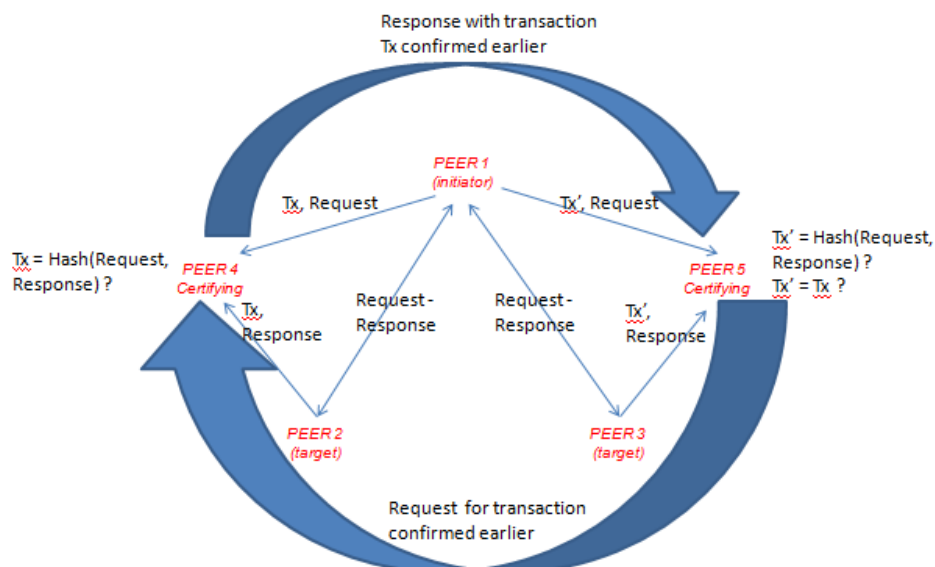 Response with transaction
Tx confirmed earlier
PEER 1
(initiator)
Tx, Request
Tx’, Request
Tx = Hash(Request,
Response) ?
PEER 4
Certifying
PEER 5
Certifying
Tx’ = Hash(Request,
Response) ?
Tx’ = Tx ?
Tx,
Response
Request -
Response
Request -
Response
Tx’,
Response
PEER 2
(target)
PEER 3
(target)
Request for transaction
confirmed earlier